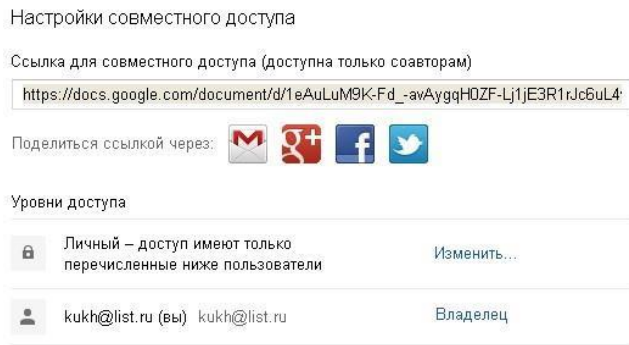 Настройки совместного доступа
Ссылка для совместного доступа (доступна только соавторам)
https://docs.google.com/document/d/1eAuLuM9K-Fd_-avAygqH0ZF-Lj1jE3R1rJc6uL4
Поделиться ссылкой через:
Уровни доступа
Личный – доступ имеют только
перечисленные ниже пользователи
Изменить...
kukh@list.ru (вы) kukh@list.ru
Владелец